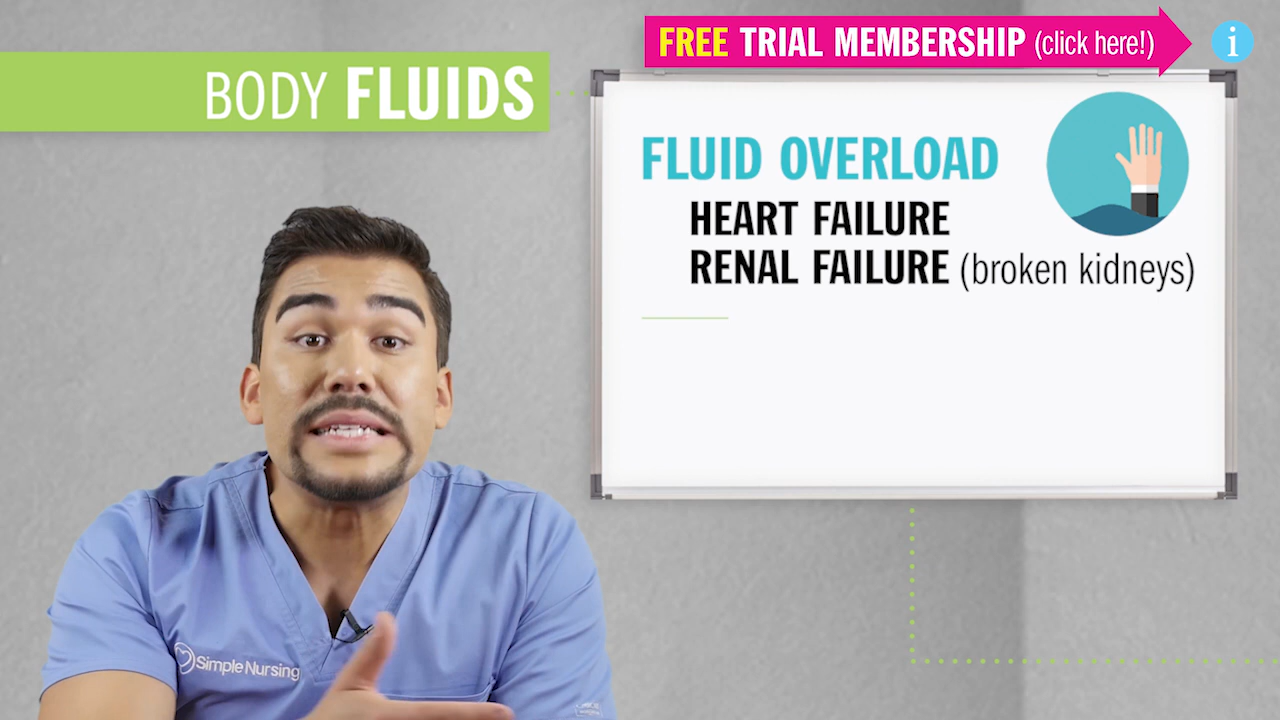 FREE TRIAL MEMBERSHIP (click here!)
i
BODY FLUIDS
FLUID OVERLOAD
HEART FAILURE
RENAL FAILURE (broken kidneys)
Simple Nursing